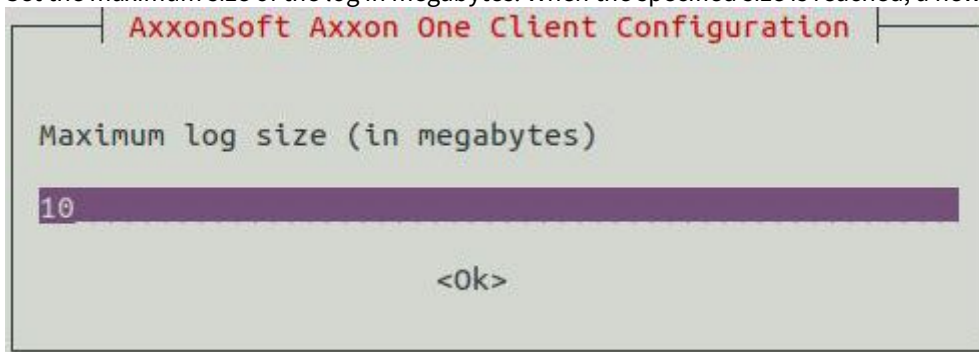 AxxonSoft Axxon One Client Configuration
Maximum log size (in megabytes)
10
<Ok>